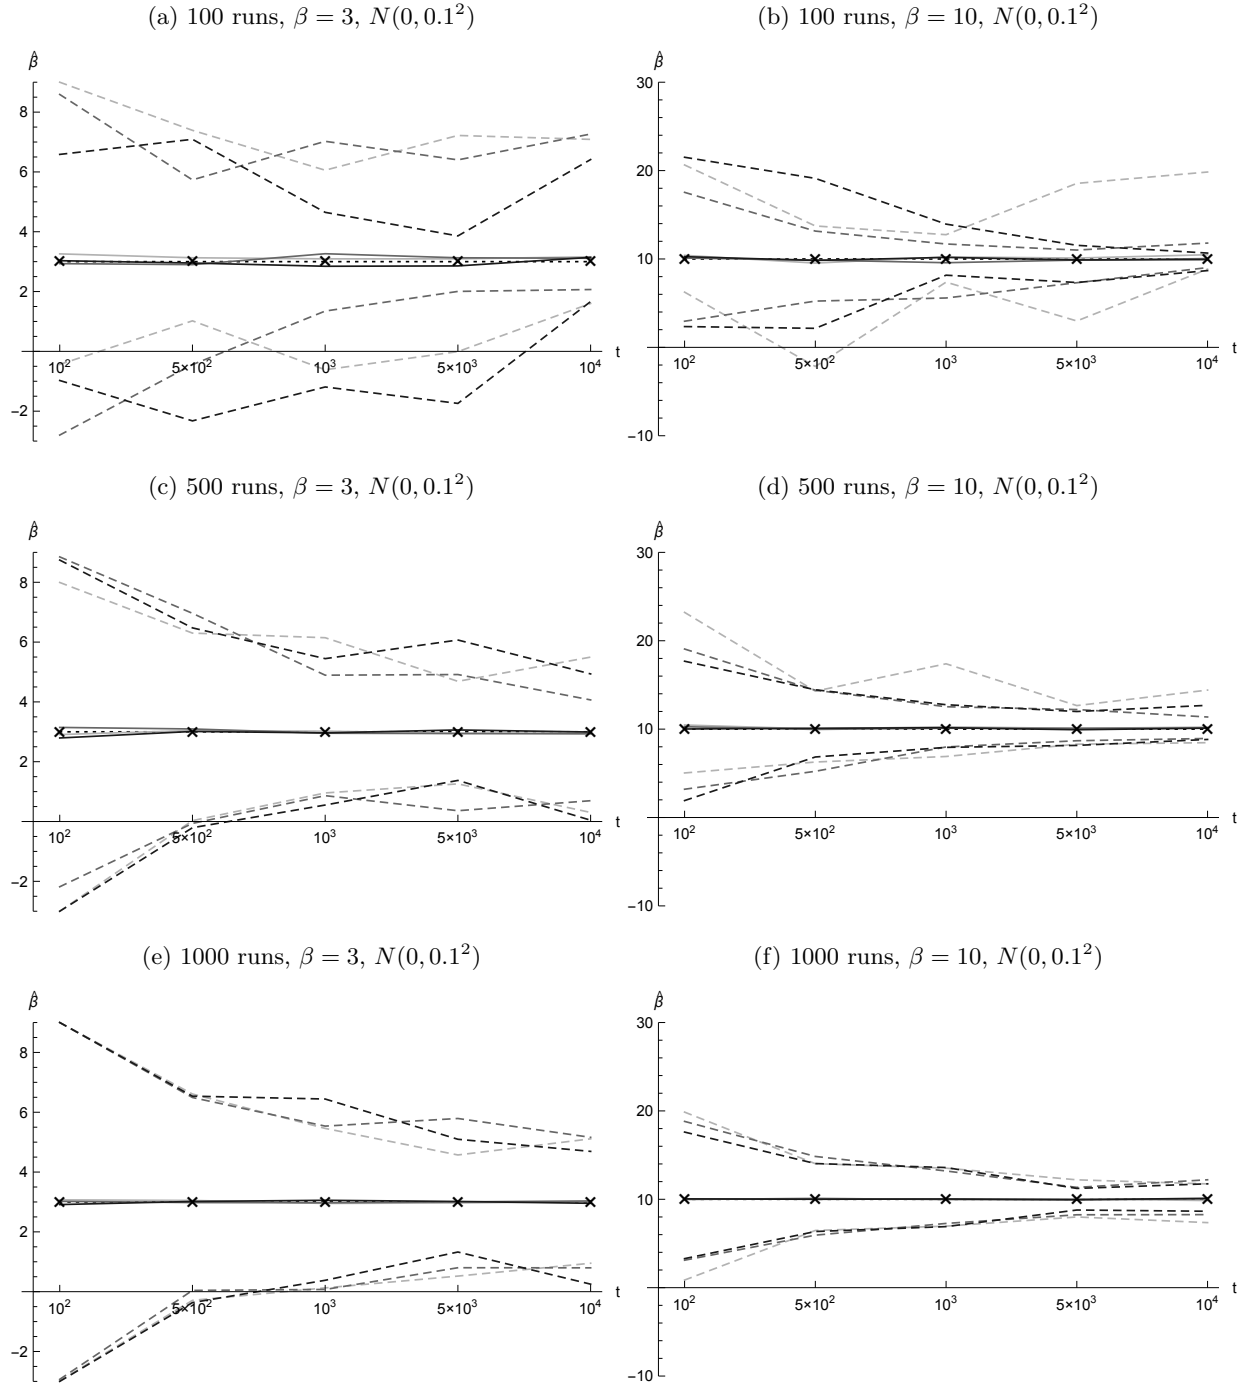 (a) 100 runs, β = 3, N(0, 0.1²)
β̂
8
6
4
2
−2
10² 5×10² 10³ 5×10³ 10⁴ t
(b) 100 runs, β = 10, N(0, 0.1²)
β̂
30
20
10
−10
10² 5×10² 10³ 5×10³ 10⁴ t
(c) 500 runs, β = 3, N(0, 0.1²)
β̂
8
6
4
2
−2
10² 5×10² 10³ 5×10³ 10⁴ t
(d) 500 runs, β = 10, N(0, 0.1²)
β̂
30
20
10
−10
10² 5×10² 10³ 5×10³ 10⁴ t
(e) 1000 runs, β = 3, N(0, 0.1²)
β̂
8
6
4
2
−2
10² 5×10² 10³ 5×10³ 10⁴ t
(f) 1000 runs, β = 10, N(0, 0.1²)
β̂
30
20
10
−10
10² 5×10² 10³ 5×10³ 10⁴ t